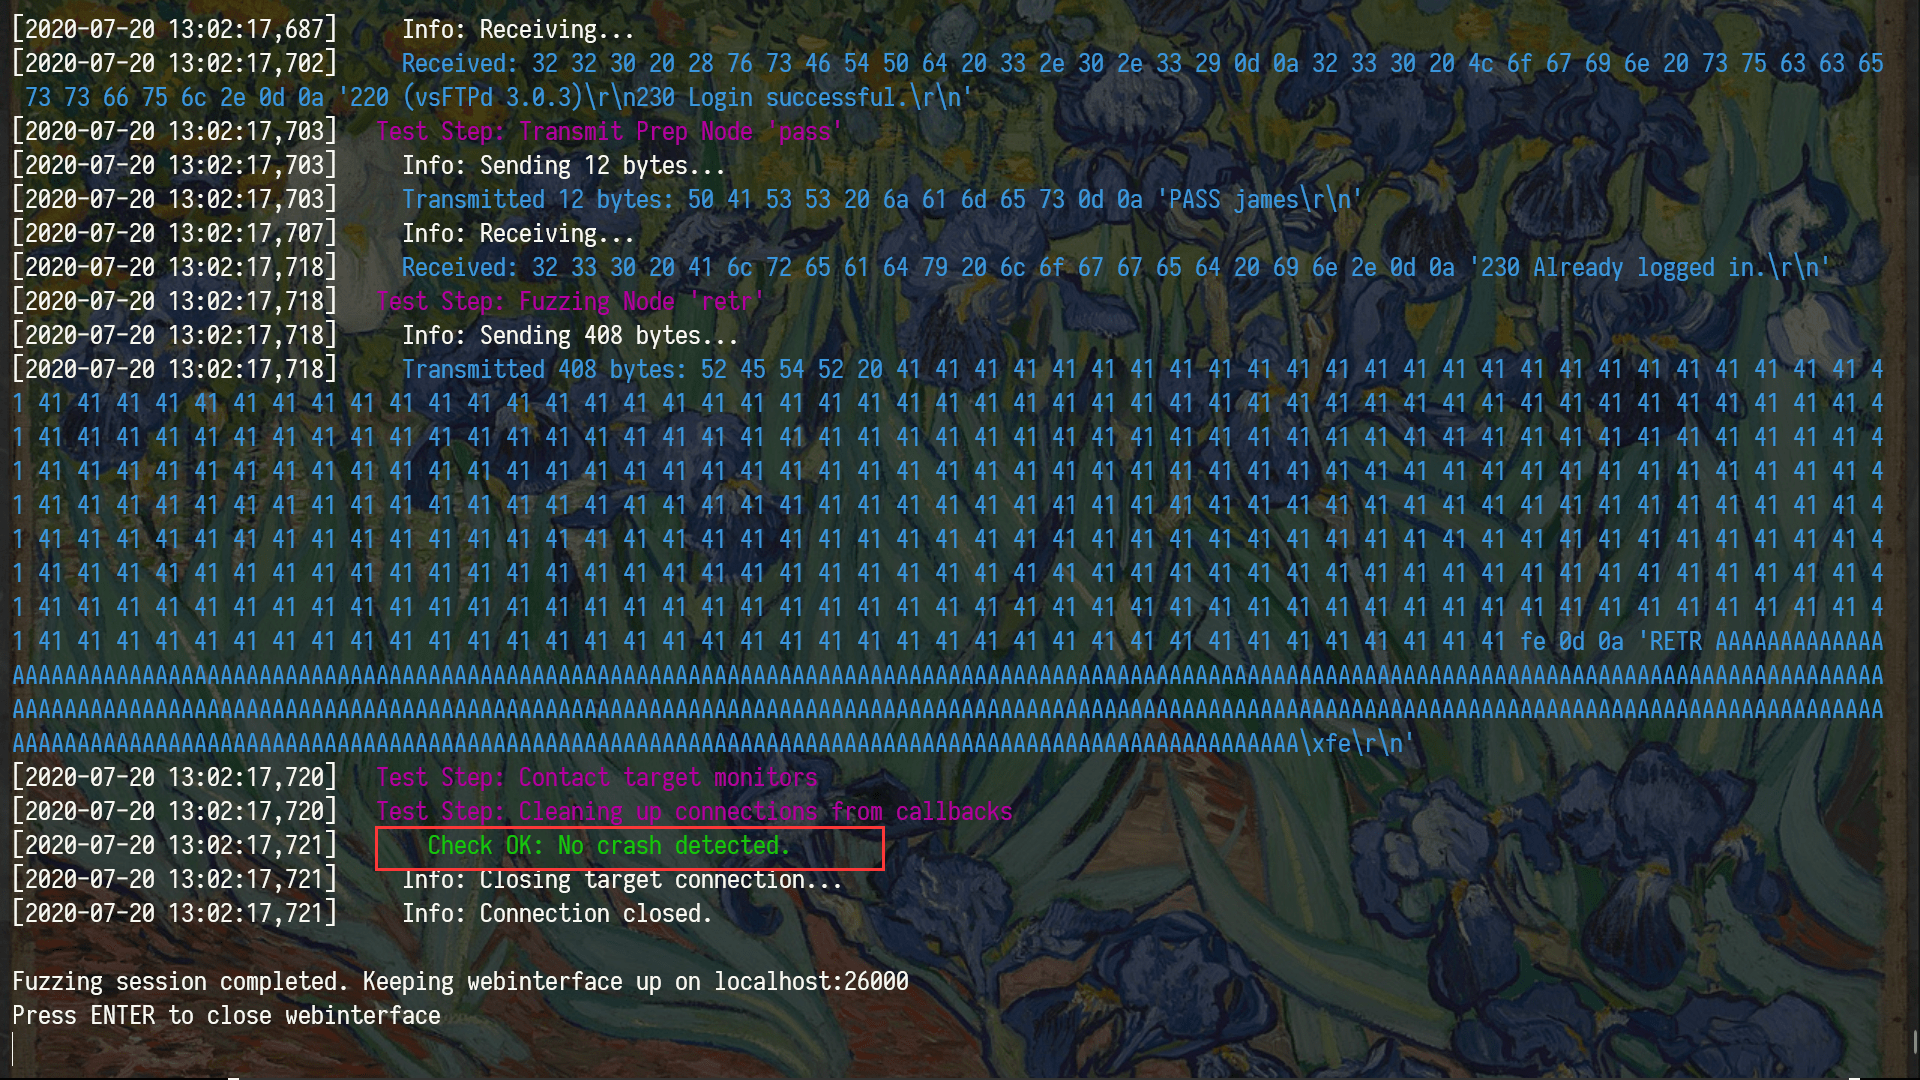 [2020-07-20 13:02:17,687]     Info: Receiving...
[2020-07-20 13:02:17,702]     Received: 32 32 30 20 28 76 73 46 54 50 64 20 33 2e 30 2e 33 29 0d 0a 32 33 30 20 4c 6f 67 69 6e 20 73 75 63 63 65
73 73 66 75 6c 2e 0d 0a '220 (vsFTPd 3.0.3)\r\n230 Login successful.\r\n'
[2020-07-20 13:02:17,703]   Test Step: Transmit Prep Node 'pass'
[2020-07-20 13:02:17,703]     Info: Sending 12 bytes...
[2020-07-20 13:02:17,703]     Transmitted 12 bytes: 50 41 53 53 20 6a 61 6d 65 73 0d 0a 'PASS james\r\n'
[2020-07-20 13:02:17,707]     Info: Receiving...
[2020-07-20 13:02:17,718]     Received: 32 33 30 20 41 6c 72 65 61 64 79 20 6c 6f 67 67 65 64 20 69 6e 2e 0d 0a '230 Already logged in.\r\n'
[2020-07-20 13:02:17,718]   Test Step: Fuzzing Node 'retr'
[2020-07-20 13:02:17,718]     Info: Sending 408 bytes...
[2020-07-20 13:02:17,718]     Transmitted 408 bytes: 52 45 54 52 20 41 41 41 41 41 41 41 41 41 41 41 41 41 41 41 41 41 41 41 41 41 41 41 41 41 4
1 41 41 41 41 41 41 41 41 41 41 41 41 41 41 41 41 41 41 41 41 41 41 41 41 41 41 41 41 41 41 41 41 41 41 41 41 41 41 41 41 41 41 41 41 41 41 41 4
1 41 41 41 41 41 41 41 41 41 41 41 41 41 41 41 41 41 41 41 41 41 41 41 41 41 41 41 41 41 41 41 41 41 41 41 41 41 41 41 41 41 41 41 41 41 41 41 4
1 41 41 41 41 41 41 41 41 41 41 41 41 41 41 41 41 41 41 41 41 41 41 41 41 41 41 41 41 41 41 41 41 41 41 41 41 41 41 41 41 41 41 41 41 41 41 41 4
1 41 41 41 41 41 41 41 41 41 41 41 41 41 41 41 41 41 41 41 41 41 41 41 41 41 41 41 41 41 41 41 41 41 41 41 41 41 41 41 41 41 41 41 41 41 41 41 4
1 41 41 41 41 41 41 41 41 41 41 41 41 41 41 41 41 41 41 41 41 41 41 41 41 41 41 41 41 41 41 41 41 41 41 41 41 41 41 41 41 41 41 41 41 41 41 41 4
1 41 41 41 41 41 41 41 41 41 41 41 41 41 41 41 41 41 41 41 41 41 41 41 41 41 41 41 41 41 41 41 41 41 41 41 41 41 41 41 41 41 41 41 41 41 41 41 4
1 41 41 41 41 41 41 41 41 41 41 41 41 41 41 41 41 41 41 41 41 41 41 41 41 41 41 41 41 41 41 41 41 41 41 41 41 41 41 41 41 41 41 41 41 41 41 41 4
1 41 41 41 41 41 41 41 41 41 41 41 41 41 41 41 41 41 41 41 41 41 41 41 41 41 41 41 41 41 41 41 41 41 41 41 41 41 41 fe 0d 0a 'RETR AAAAAAAAAAAAA
AAAAAAAAAAAAAAAAAAAAAAAAAAAAAAAAAAAAAAAAAAAAAAAAAAAAAAAAAAAAAAAAAAAAAAAAAAAAAAAAAAAAAAAAAAAAAAAAAAAAAAAAAAAAAAAAAAAAAAAAAAAAAAAAAAAAAAAAAAAAAAAA
AAAAAAAAAAAAAAAAAAAAAAAAAAAAAAAAAAAAAAAAAAAAAAAAAAAAAAAAAAAAAAAAAAAAAAAAAAAAAAAAAAAAAAAAAAAAAAAAAAAAAAAAAAAAAAAAAAAAAAAAAAAAAAAAAAAAAAAAAAAAAAAA
AAAAAAAAAAAAAAAAAAAAAAAAAAAAAAAAAAAAAAAAAAAAAAAAAAAAAAAAAAAAAAAAAAAAAAAAAAAAAAAAAAAAAAAAAAAAAAAAAAA\xfe\r\n'
[2020-07-20 13:02:17,720]   Test Step: Contact target monitors
[2020-07-20 13:02:17,720]   Test Step: Cleaning up connections from callbacks
[2020-07-20 13:02:17,721]       Check OK: No crash detected.
[2020-07-20 13:02:17,721]     Info: Closing target connection...
[2020-07-20 13:02:17,721]     Info: Connection closed.
Fuzzing session completed. Keeping webinterface up on localhost:26000
Press ENTER to close webinterface